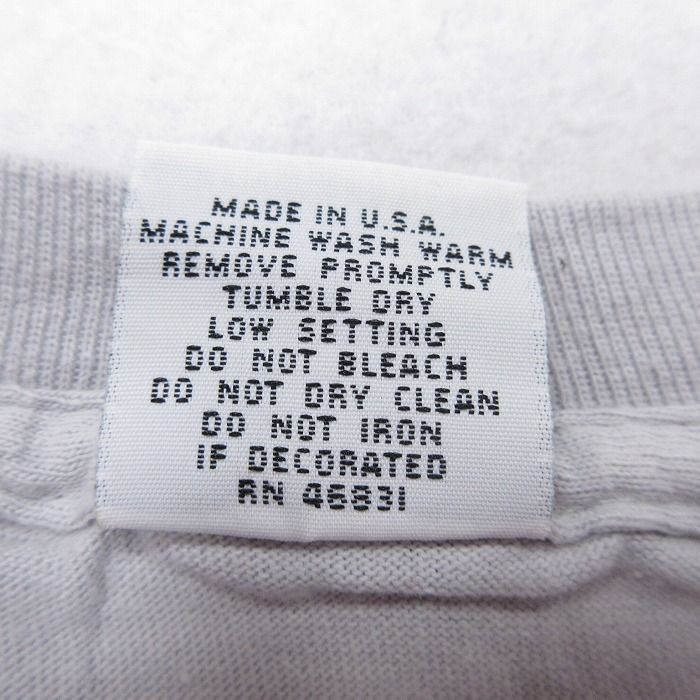 MADE IN U.S.A.
MACHINE WASH WARM
REMOVE PROMPTLY
TUMBLE DRY
LOW SETTING
DO NOT BLEACH
DO NOT DRY CLEAN
DO NOT IRON
IF DECORATED
RN 46831